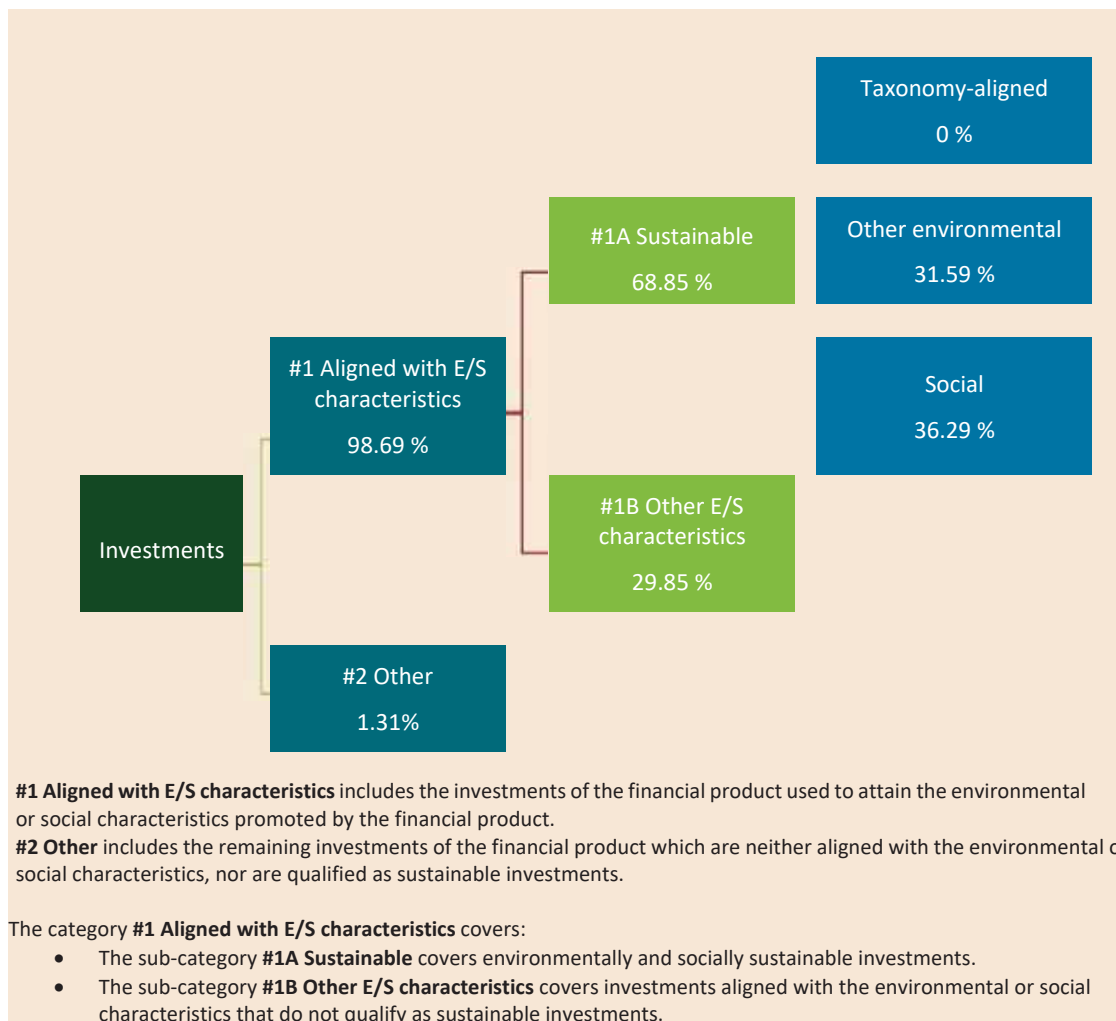 Taxonomy-aligned
0 %
#1A Sustainable
68.85 %
Other environmental
31.59 %
#1 Aligned with E/S
characteristics
98.69 %
Social
36.29 %
Investments
#1B Other E/S
characteristics
29.85 %
#2 Other
1.31%
#1 Aligned with E/S characteristics includes the investments of the financial product used to attain the environmental
or social characteristics promoted by the financial product.
#2 Other includes the remaining investments of the financial product which are neither aligned with the environmental
social characteristics, nor are qualified as sustainable investments.
The category #1 Aligned with E/S characteristics covers:
• The sub-category #1A Sustainable covers environmentally and socially sustainable investments.
• The sub-category #1B Other E/S characteristics covers investments aligned with the environmental or social
characteristics that do not qualify as sustainable investments.